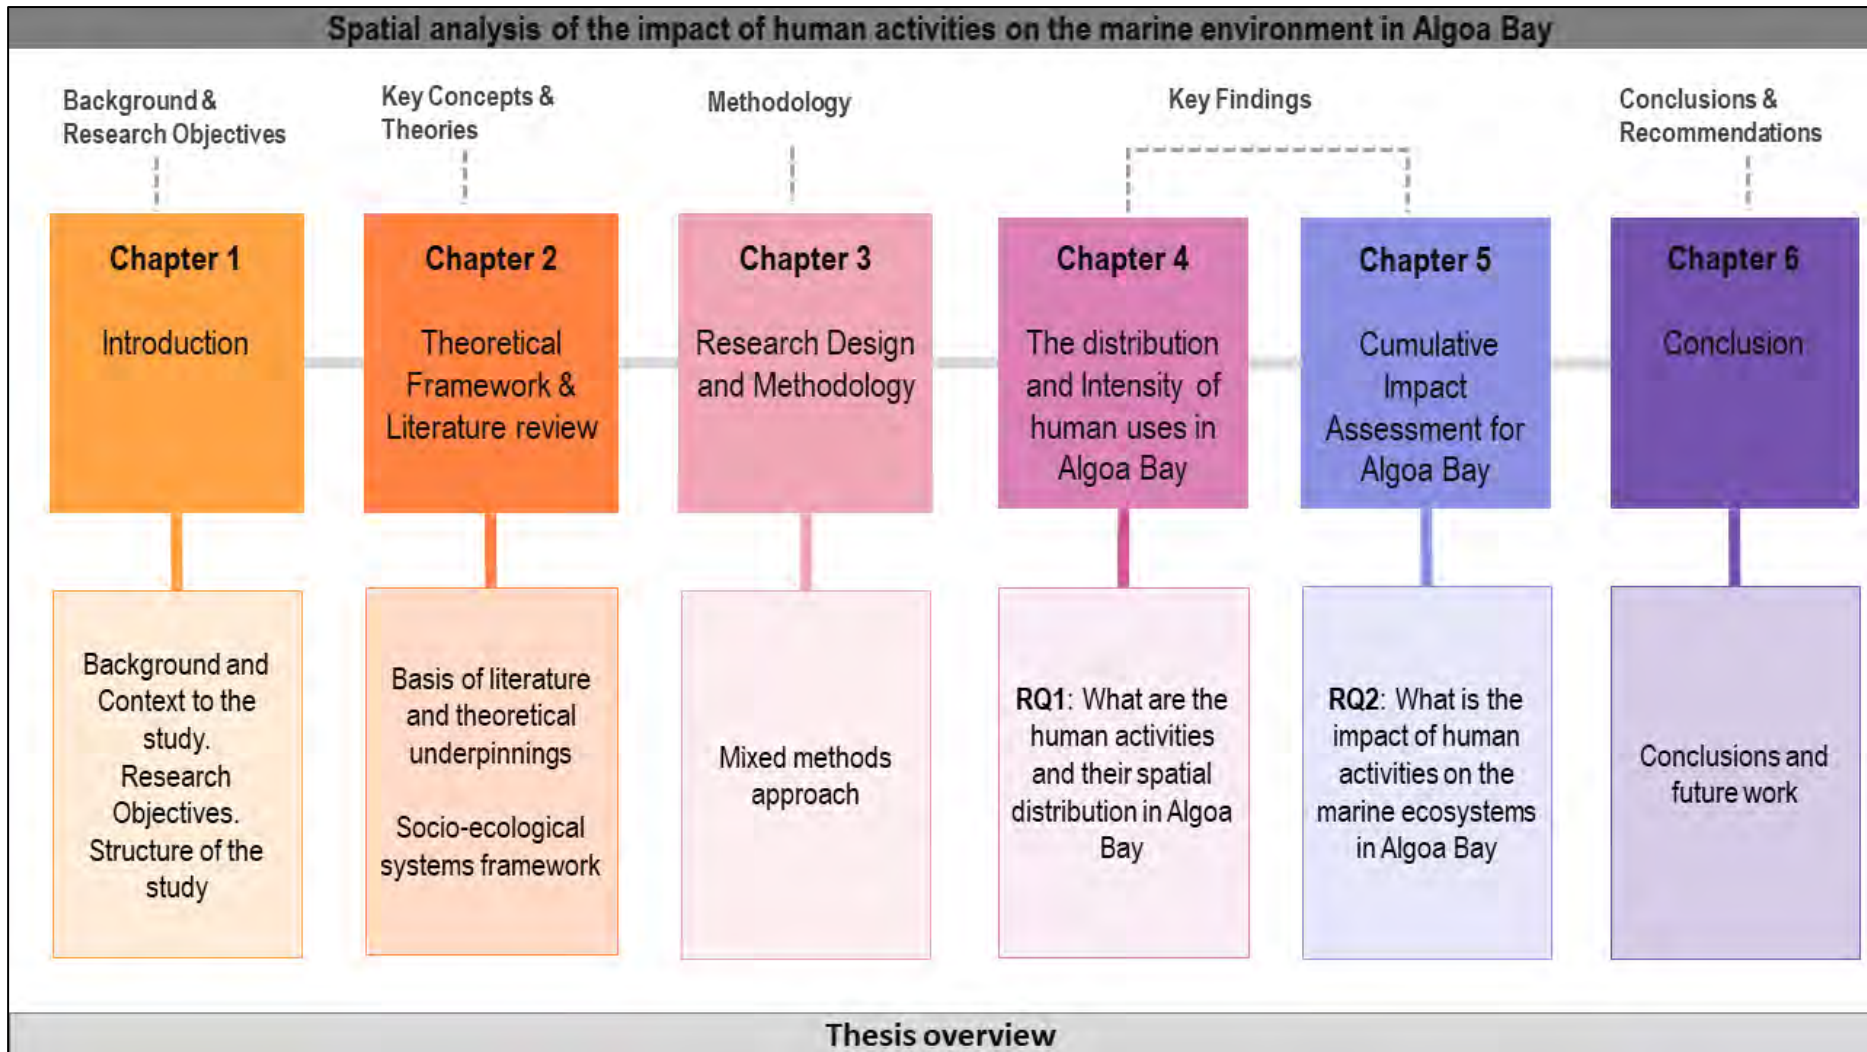 Spatial analysis of the impact of human activities on the marine environment in Algoa Bay
Background &
Research Objectives
Key Concepts &
Theories
Methodology
Key Findings
Conclusions &
Recommendations
Chapter 1
Introduction
Chapter 2
Theoretical
Framework &
Literature review
Chapter 3
Research Design
and Methodology
Chapter 4
The distribution
and Intensity of
human uses in
Algoa Bay
Chapter 5
Cumulative
Impact
Assessment for
Algoa Bay
Chapter 6
Conclusion
Background and
Context to the
study.
Research
Objectives.
Structure of the
study
Basis of literature
and theoretical
underpinnings
Socio-ecological
systems framework
Mixed methods
approach
RQ1: What are the
human activities
and their spatial
distribution in Algoa
Bay
RQ2: What is the
impact of human
activities on the
marine ecosystems
in Algoa Bay
Conclusions and
future work
Thesis overview